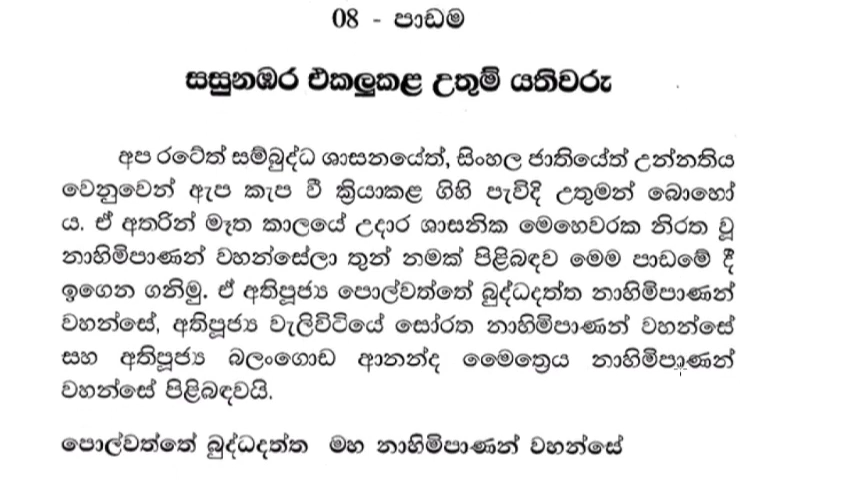 08 - පාඩම
සසුනඹර එකලුකළ උතුම් යතිවරු
අප රටේත් සම්බුද්ධ ශාසනයේත්, සිංහල ජාතියේත් උන්නතිය
වෙනුවෙන් ඇප කැප වී ක්‍රියාකළ ගිහි පැවිදි උතුමන් බොහෝ
ය. ඒ අතරින් මෑත කාලයේ උදාර ශාසනික මෙහෙවරක නිරත වූ
නාහිමිපාණන් වහන්සේලා තුන් නමක් පිළිබඳව මෙම පාඩමේ දී
ඉගෙන ගනිමු. ඒ අතිපූජ්‍ය පොල්වත්තේ බුද්ධදත්ත නාහිමිපාණන්
වහන්සේ, අතිපූජ්‍ය වැලිවිටියේ සෝරත නාහිමිපාණන් වහන්සේ
සහ අතිපූජ්‍ය බලංගොඩ ආනන්ද මෛත්‍රෙය නාහිමිපාණන්
වහන්සේ පිළිබඳවයි.
පොල්වත්තේ බුද්ධදත්ත මහ නාහිමිපාණන් වහන්සේ